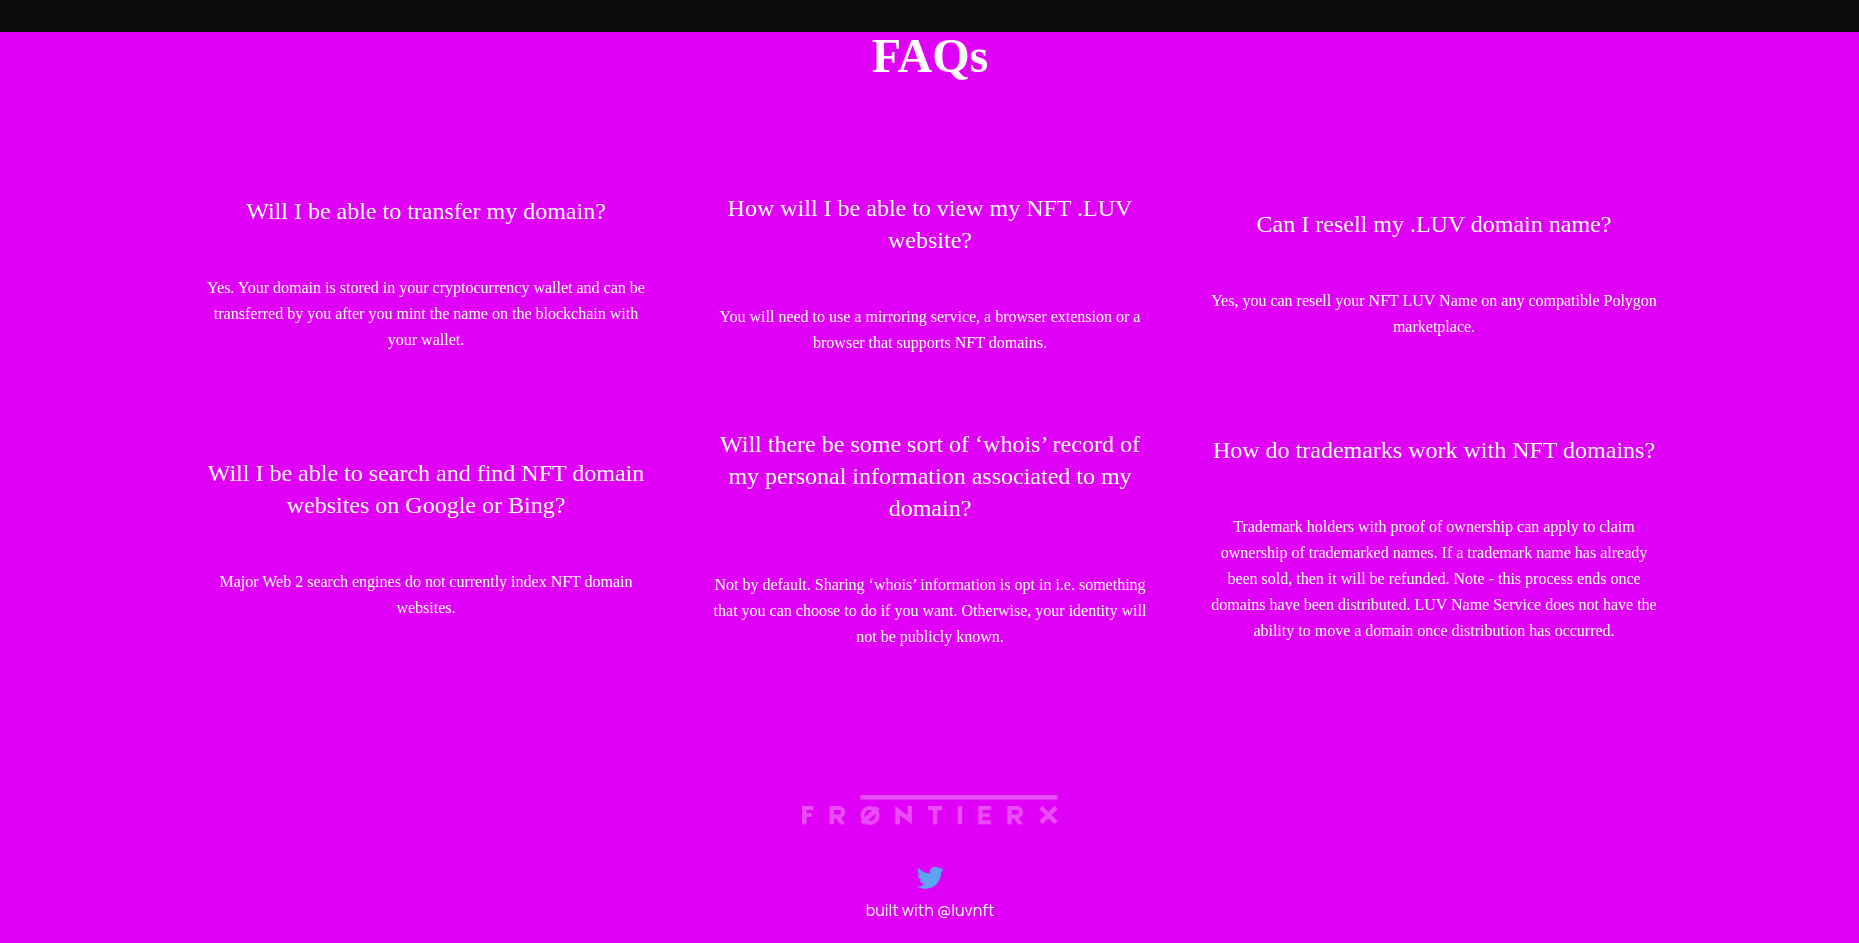 FAQs
Will I be able to transfer my domain?
Yes. Your domain is stored in your cryptocurrency wallet and can be
transferred by you after you mint the name on the blockchain with
your wallet.
How will I be able to view my NFT .LUV
website?
You will need to use a mirroring service, a browser extension or a
browser that supports NFT domains.
Can I resell my .LUV domain name?
Yes, you can resell your NFT LUV Name on any compatible Polygon
marketplace.
Will I be able to search and find NFT domain
websites on Google or Bing?
Major Web 2 search engines do not currently index NFT domain
websites.
Will there be some sort of ‘whois’ record of
my personal information associated to my
domain?
Not by default. Sharing ‘whois’ information is opt in i.e. something
that you can choose to do if you want. Otherwise, your identity will
not be publicly known.
How do trademarks work with NFT domains?
Trademark holders with proof of ownership can apply to claim
ownership of trademarked names. If a trademark name has already
been sold, then it will be refunded. Note - this process ends once
domains have been distributed. LUV Name Service does not have the
ability to move a domain once distribution has occurred.
FRØNTIERX
built with @luvnft